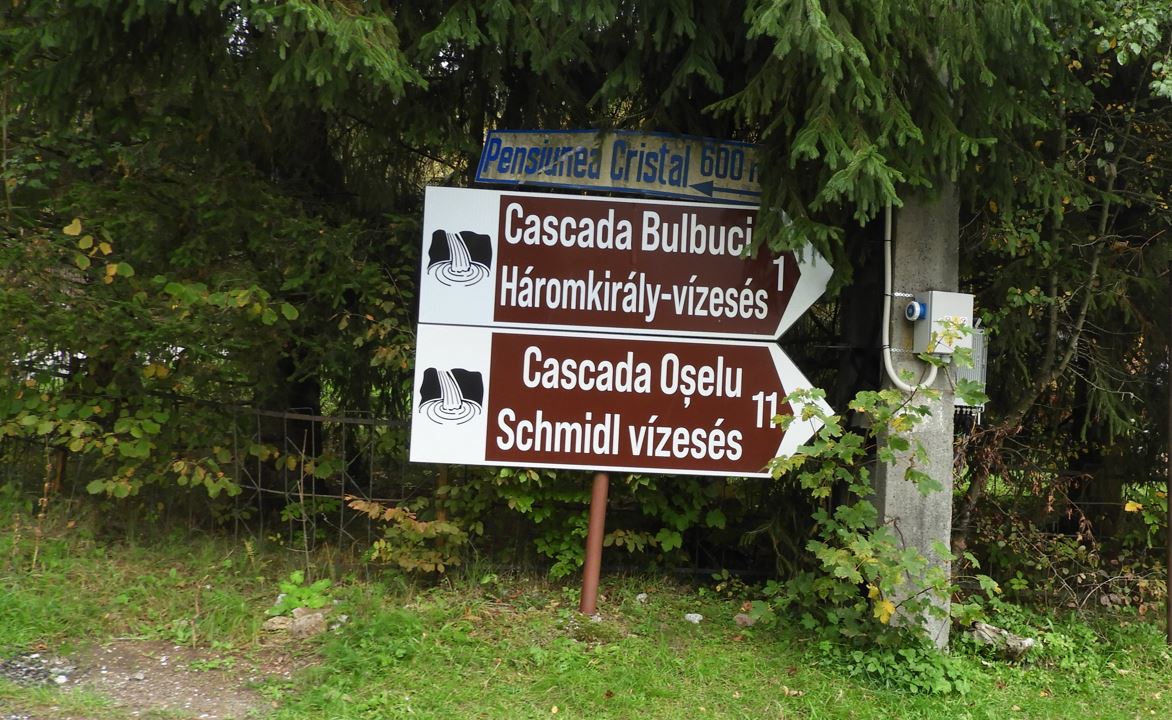 Pensiunea Cristal 600 m
Cascada Bulbuci
Háromkirály-vízesés
1
Cascada Oșelu
Schmidl vízesés
11